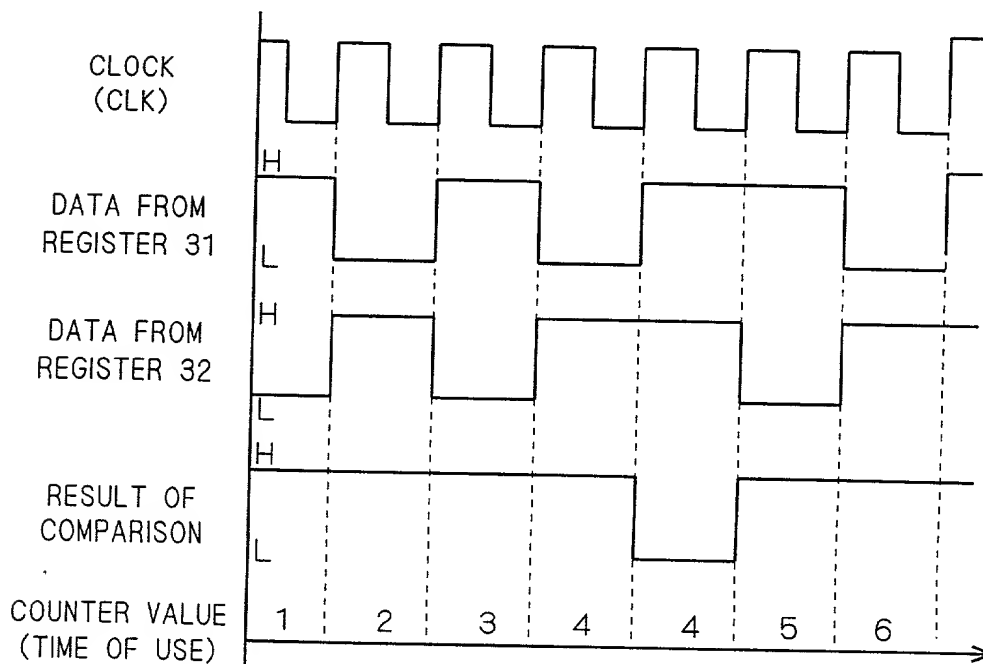 CLOCK
(CLK)
H
DATA FROM
REGISTER 31
L
H
DATA FROM
REGISTER 32
L
H
RESULT OF
COMPARISON
L
COUNTER VALUE
(TIME OF USE)
1 2 3 4 4 5 6